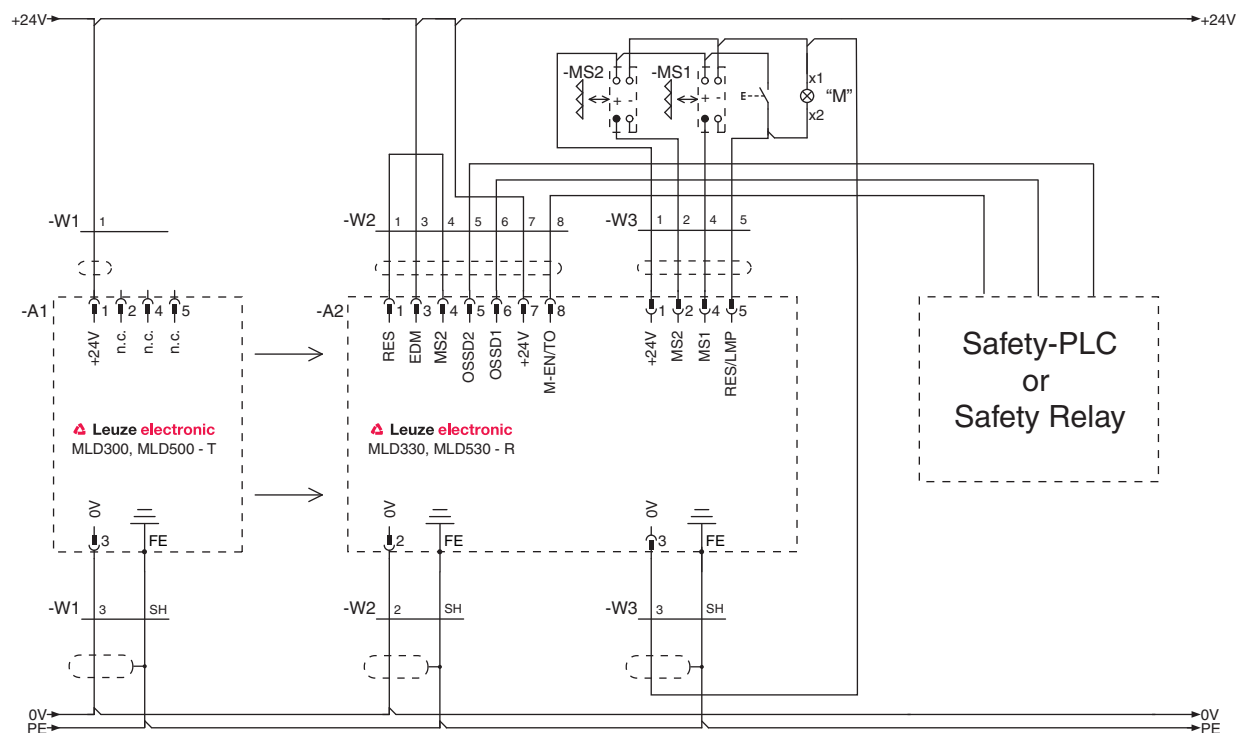 +24V
+24V
-MS2
-MS1
+ -
+ -
E
x1
"M"
x2
-W1 1
-W2 1 3 4 5 6 7 8
-W3 1 2 4 5
-A1
1 2 4 5
+24V n.c. n.c. n.c.
-A2
1 3 4 5 6 7 8
RES EDM MS2 OSSD2 OSSD1 +24V M-EN/TO
1 2 4 5
+24V MS2 MS1 RES/LMP
Safety-PLC
or
Safety Relay
Leuze electronic
MLD300, MLD500 - T
Leuze electronic
MLD330, MLD530 - R
0V
3 FE
0V
2 FE
0V
3 FE
-W1 3 SH
-W2 2 SH
-W3 3 SH
0V
0V
PE
PE